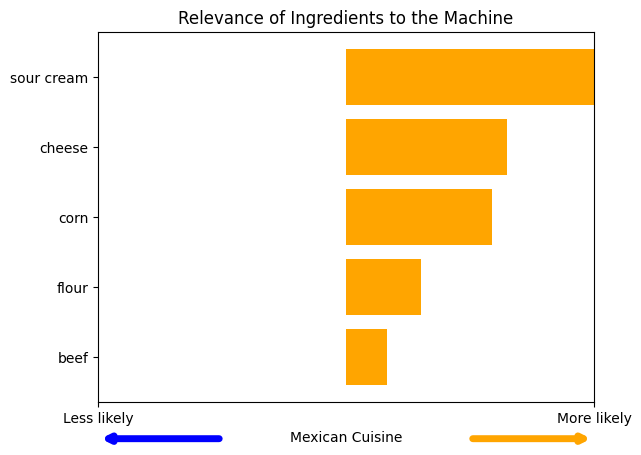 Relevance of Ingredients to the Machine
sour cream
cheese
corn
flour
beef
Less likely
More likely
Mexican Cuisine